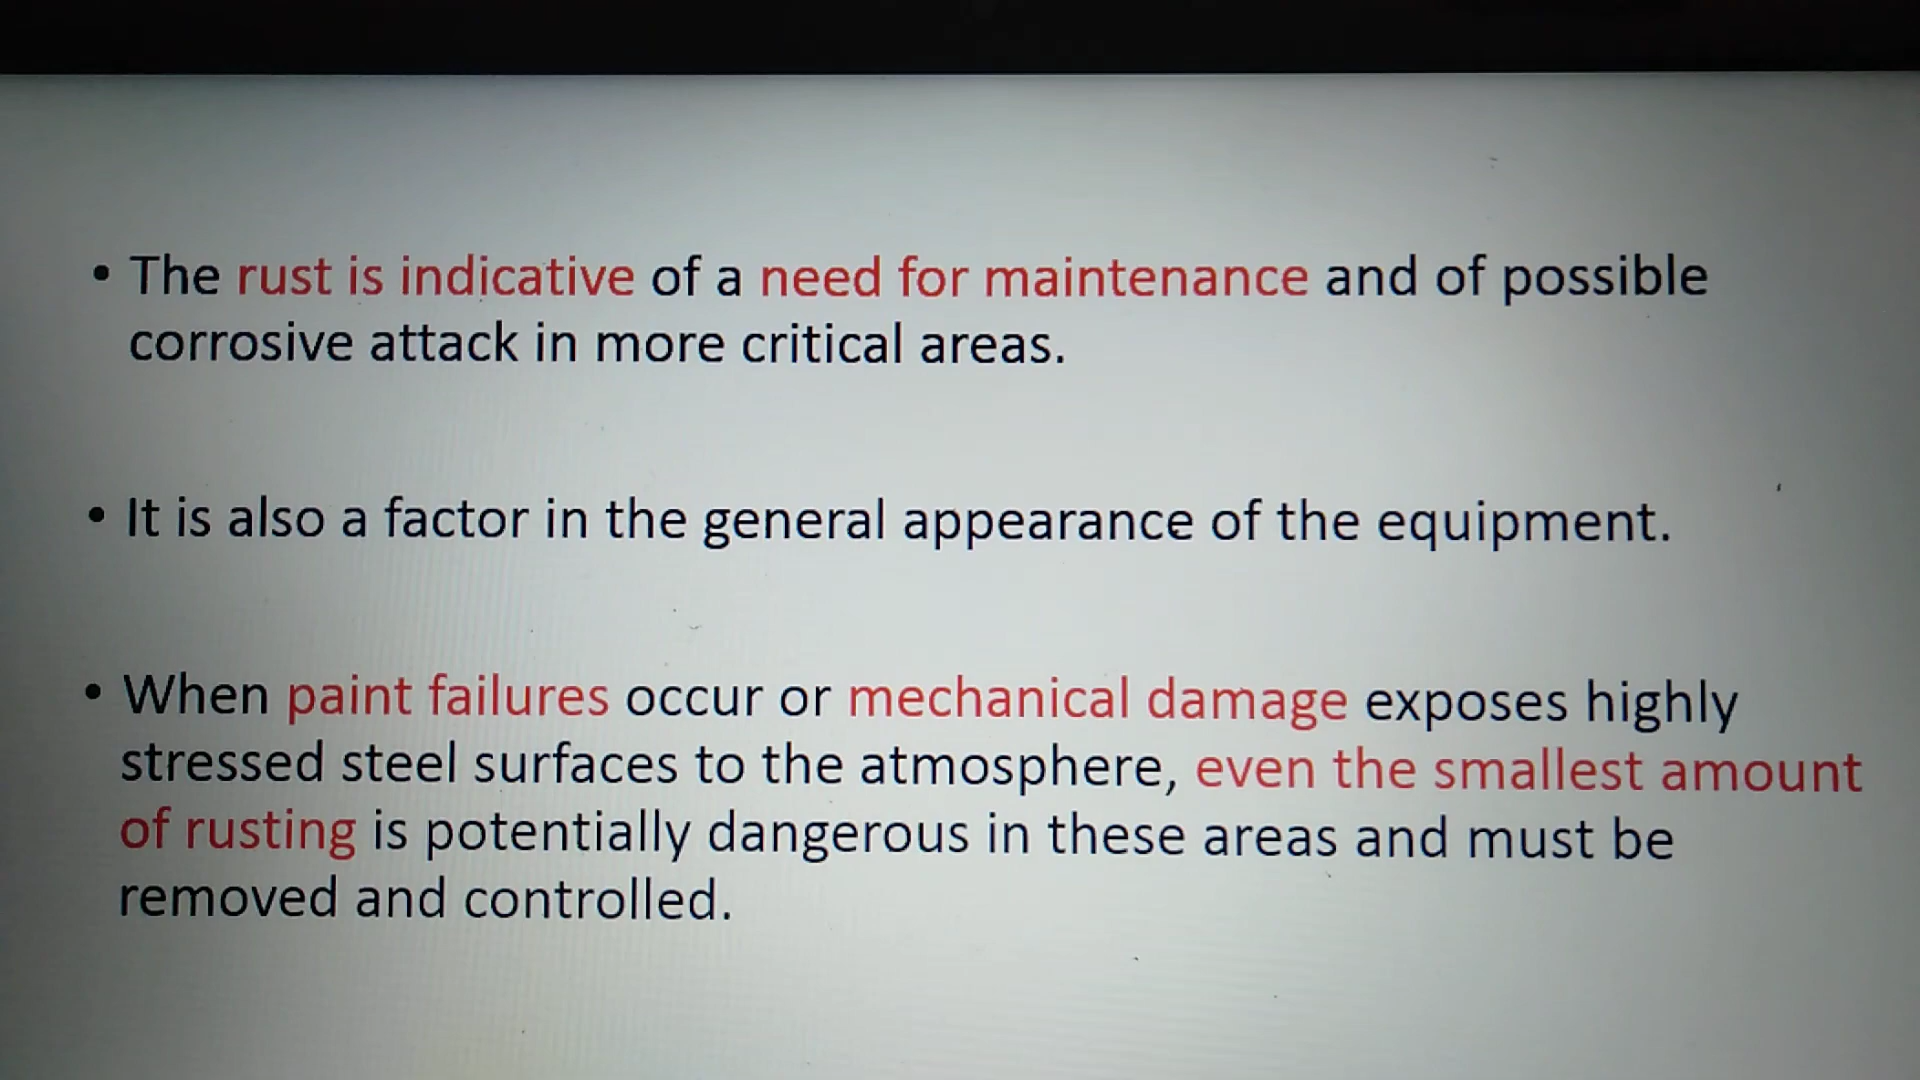 • The rust is indicative of a need for maintenance and of possible
corrosive attack in more critical areas.
• It is also a factor in the general appearance of the equipment.
• When paint failures occur or mechanical damage exposes highly
stressed steel surfaces to the atmosphere, even the smallest amount
of rusting is potentially dangerous in these areas and must be
removed and controlled.